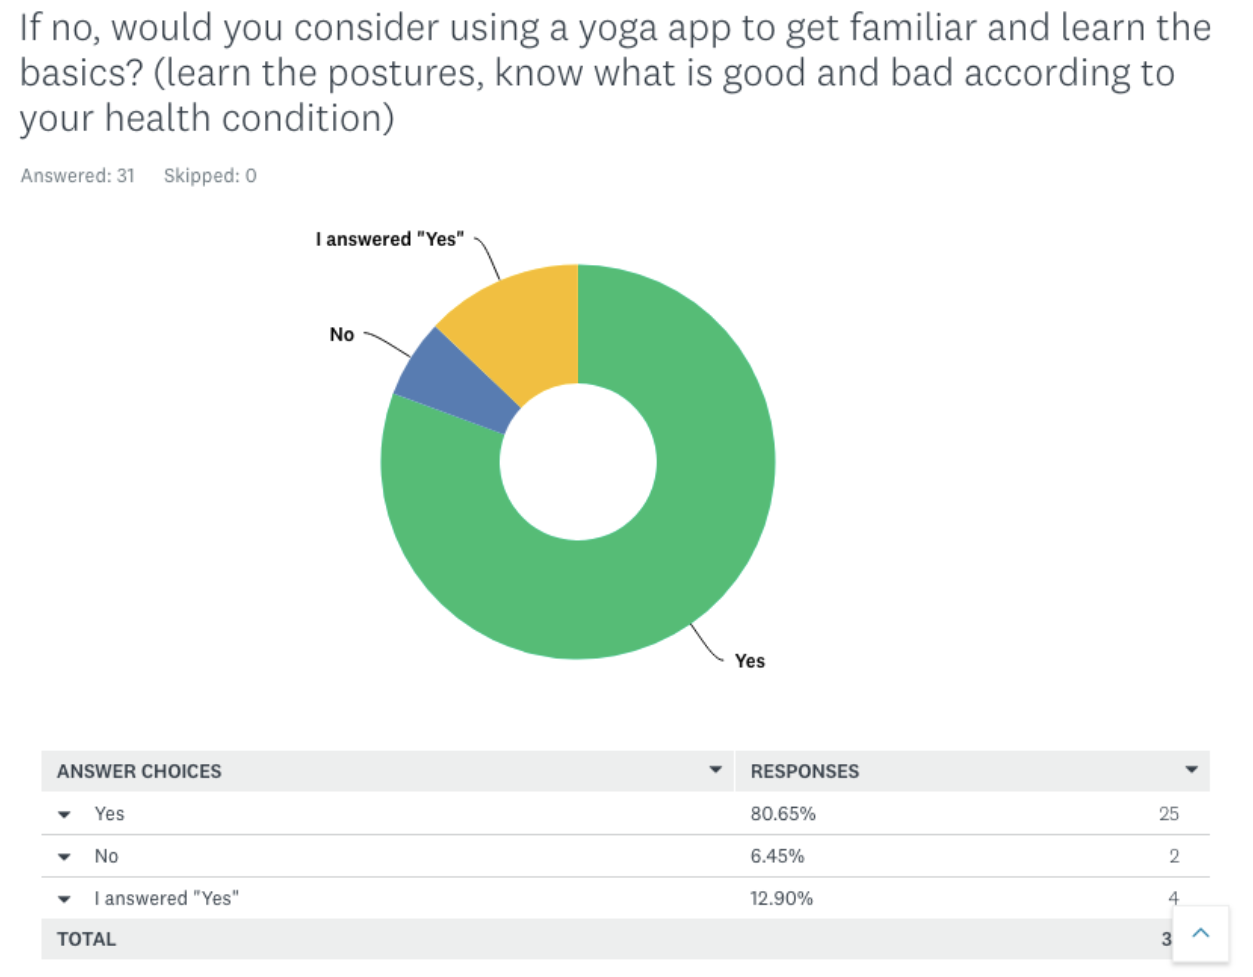 If no, would you consider using a yoga app to get familiar and learn the
basics? (learn the postures, know what is good and bad according to
your health condition)
Answered: 31 Skipped: 0
I answered "Yes"
No
Yes
ANSWER CHOICES RESPONSES
Yes 80.65% 25
No 6.45% 2
I answered "Yes" 12.90% 4
TOTAL 3